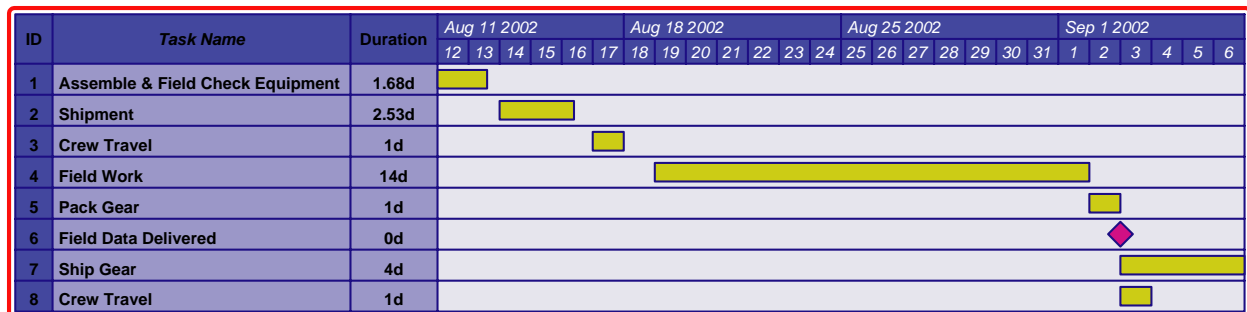 ID Task Name Duration Aug 11 2002 Aug 18 2002 Aug 25 2002 Sep 1 2002
12 13 14 15 16 17 18 19 20 21 22 23 24 25 26 27 28 29 30 31 1 2 3 4 5 6
1 Assemble & Field Check Equipment 1.68d
2 Shipment 2.53d
3 Crew Travel 1d
4 Field Work 14d
5 Pack Gear 1d
6 Field Data Delivered 0d
7 Ship Gear 4d
8 Crew Travel 1d